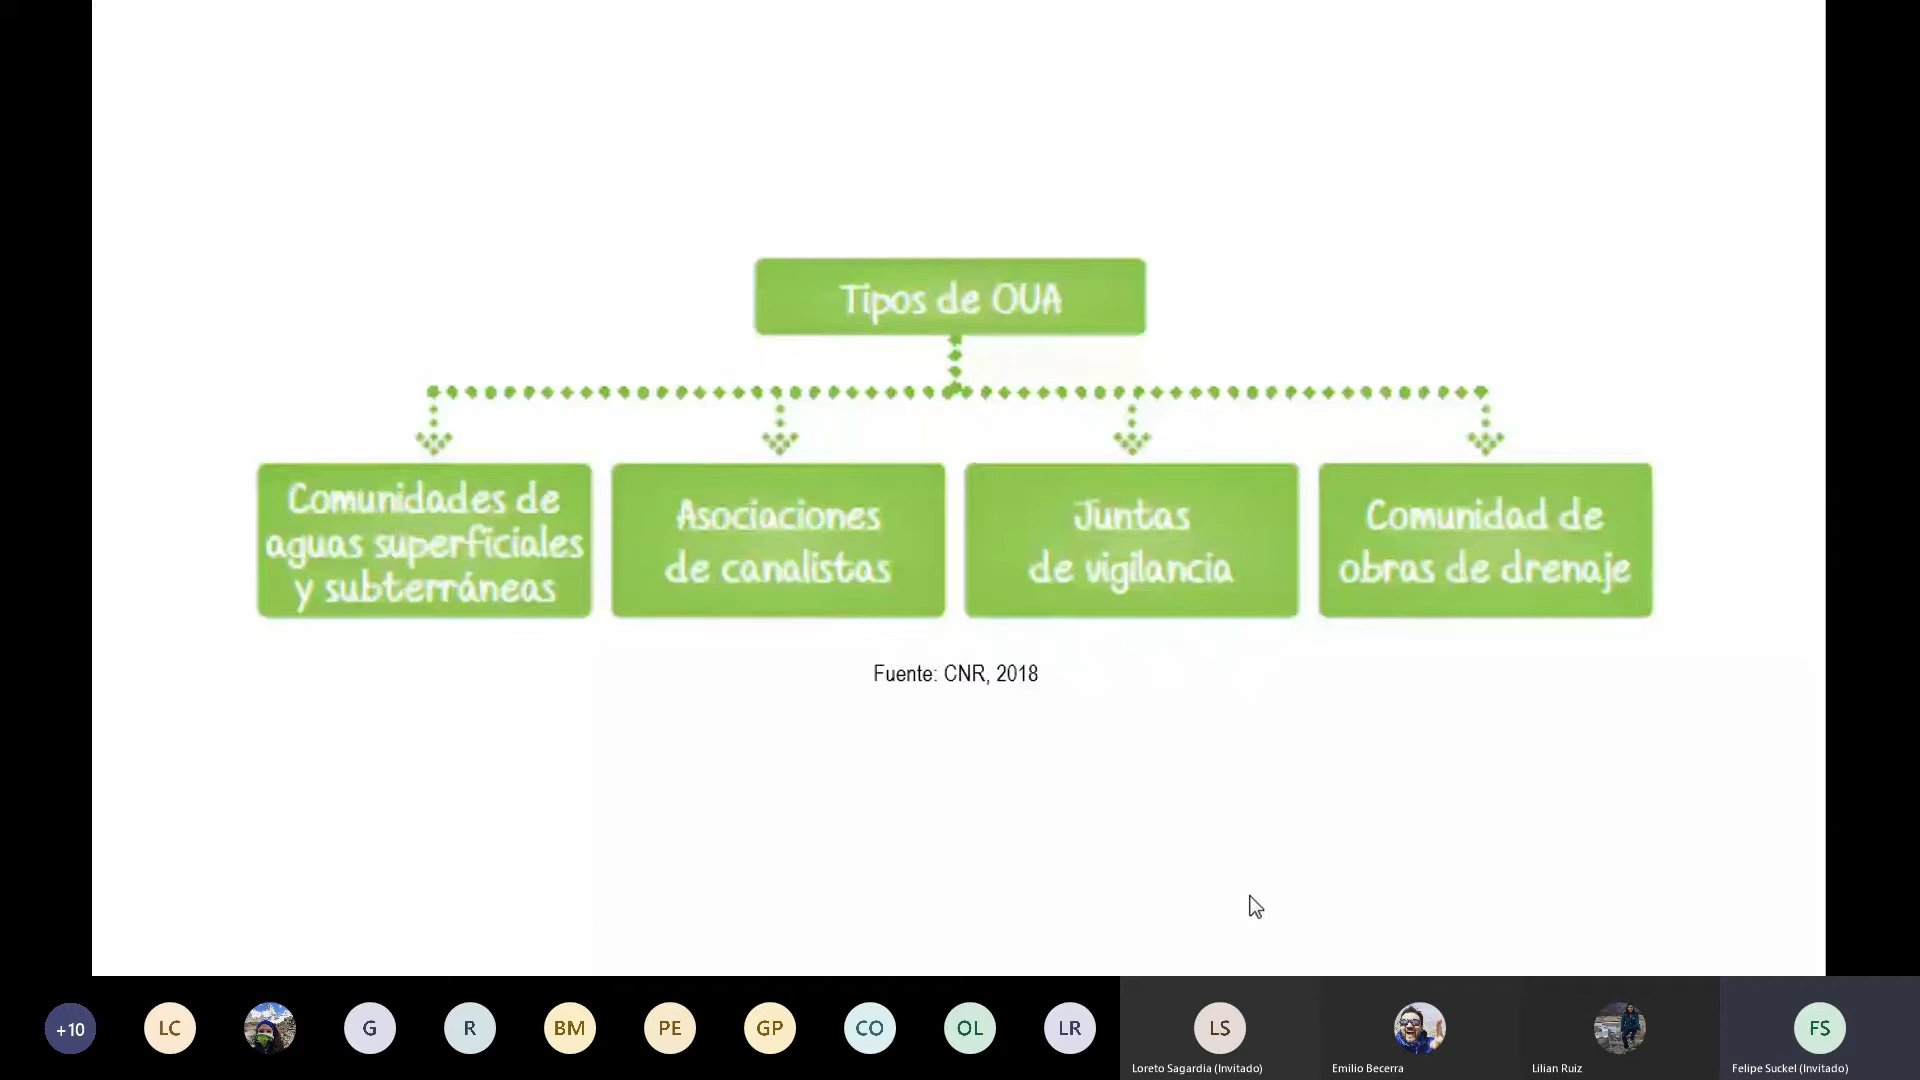 Tipos de OUA
Comunidades de
aguas superficiales
y subterráneas
Asociaciones
de canalistas
Juntas
de vigilancia
Comunidad de
obras de drenaje
Fuente: CNR, 2018
+10
LC
G
R
BM
PE
GP
CO
OL
LR
LS
FS
Loreto Sagardia (Invitado)
Emilio Becerra
Lilian Ruiz
Felipe Suckel (Invitado)